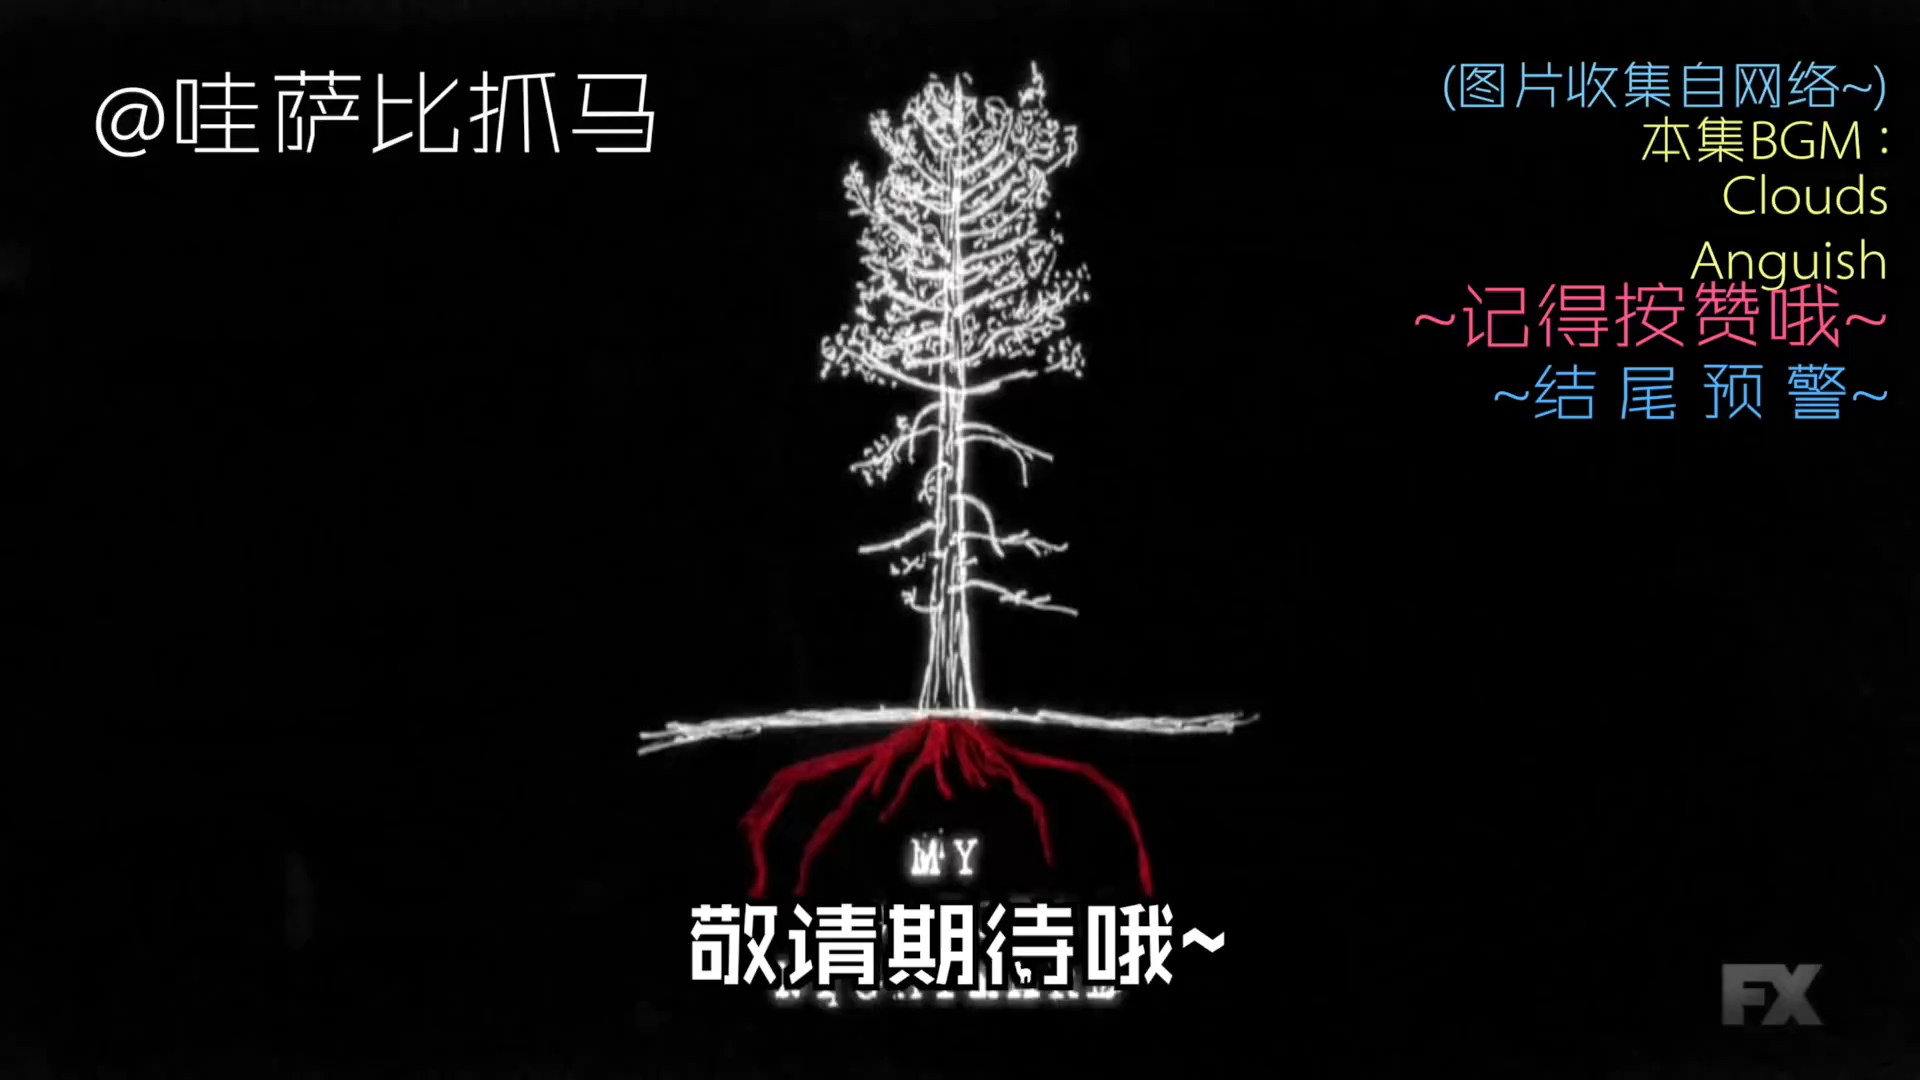 @哇萨比抓马
(图片收集自网络~)
本集BGM：
Clouds
Anguish
~记得按赞哦~
~结 尾 预 警~
MY
敬请期待哦~
FX